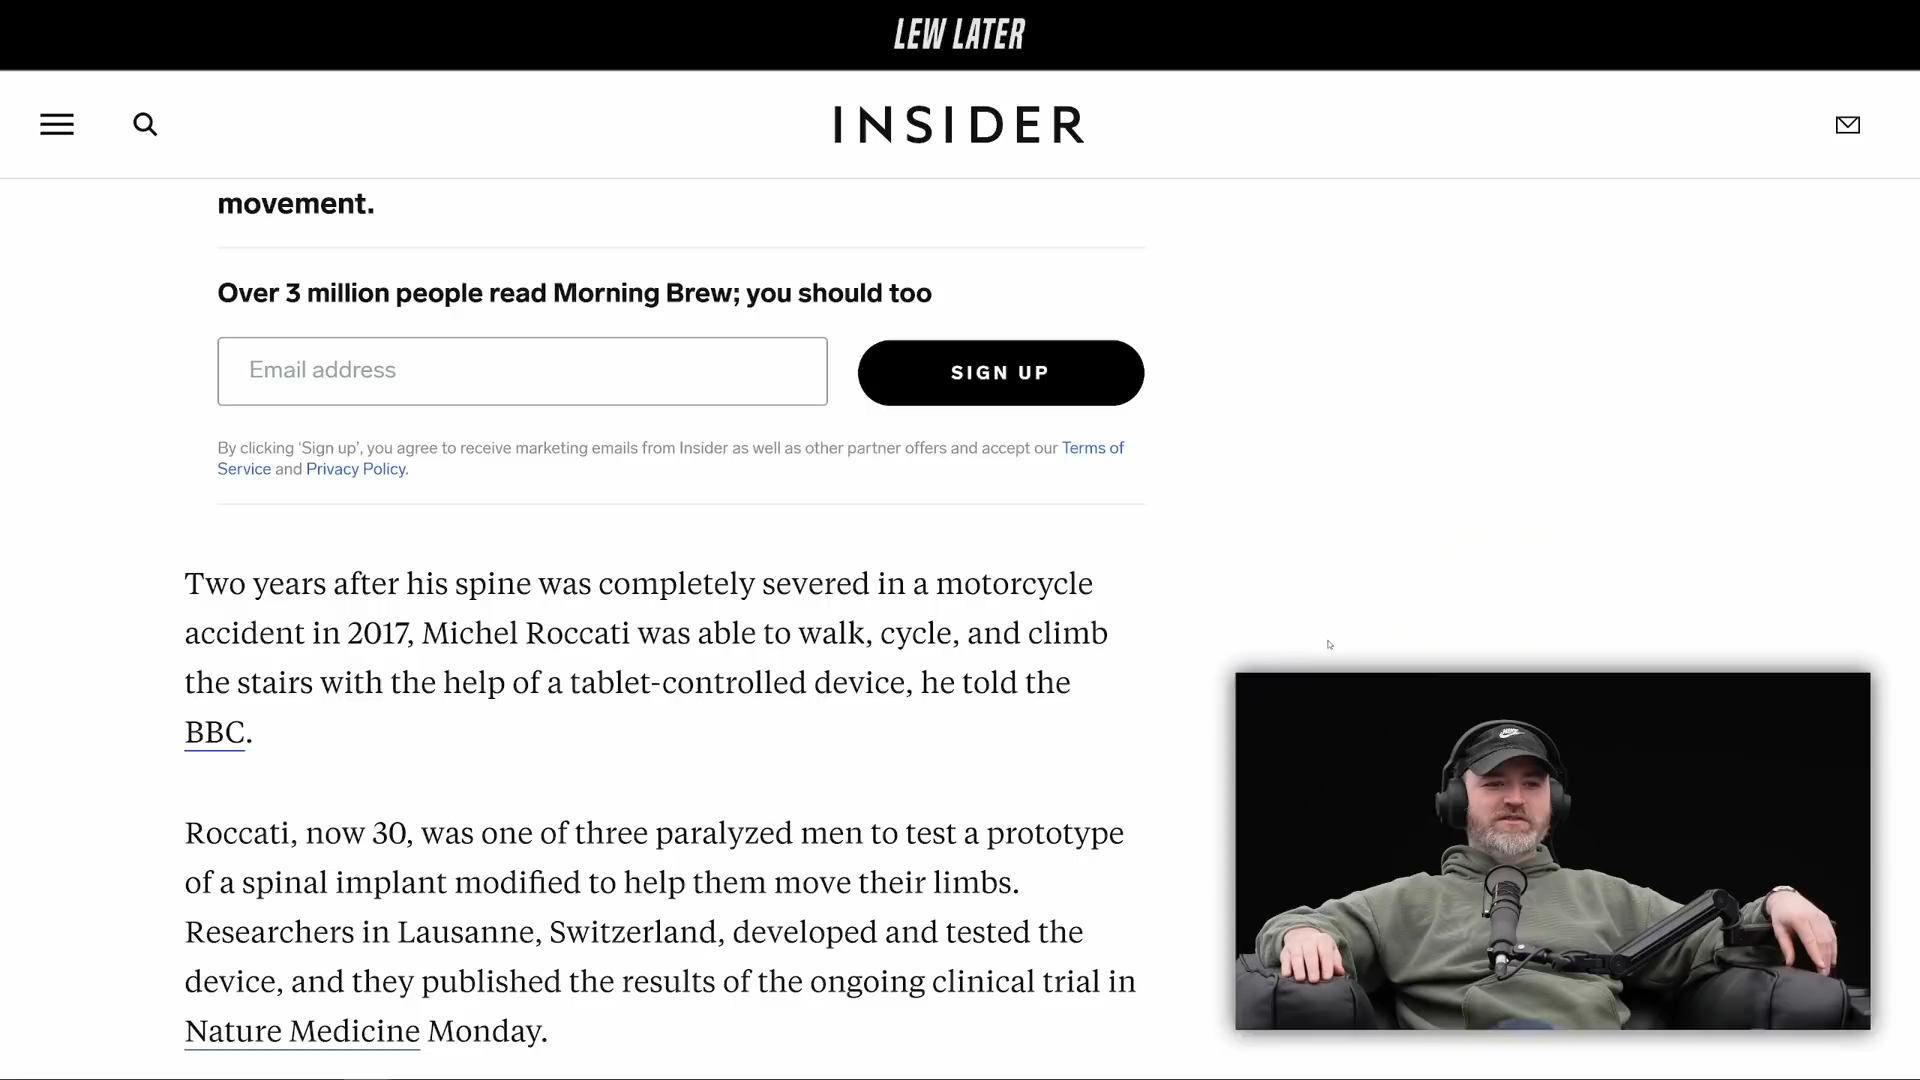 LEW LATER
INSIDER
movement.
Over 3 million people read Morning Brew; you should too
Email address
SIGN UP
By clicking ‘Sign up’, you agree to receive marketing emails from Insider as well as other partner offers and accept our Terms of
Service and Privacy Policy.
Two years after his spine was completely severed in a motorcycle
accident in 2017, Michel Roccati was able to walk, cycle, and climb
the stairs with the help of a tablet-controlled device, he told the
BBC.
Roccati, now 30, was one of three paralyzed men to test a prototype
of a spinal implant modified to help them move their limbs.
Researchers in Lausanne, Switzerland, developed and tested the
device, and they published the results of the ongoing clinical trial in
Nature Medicine Monday.